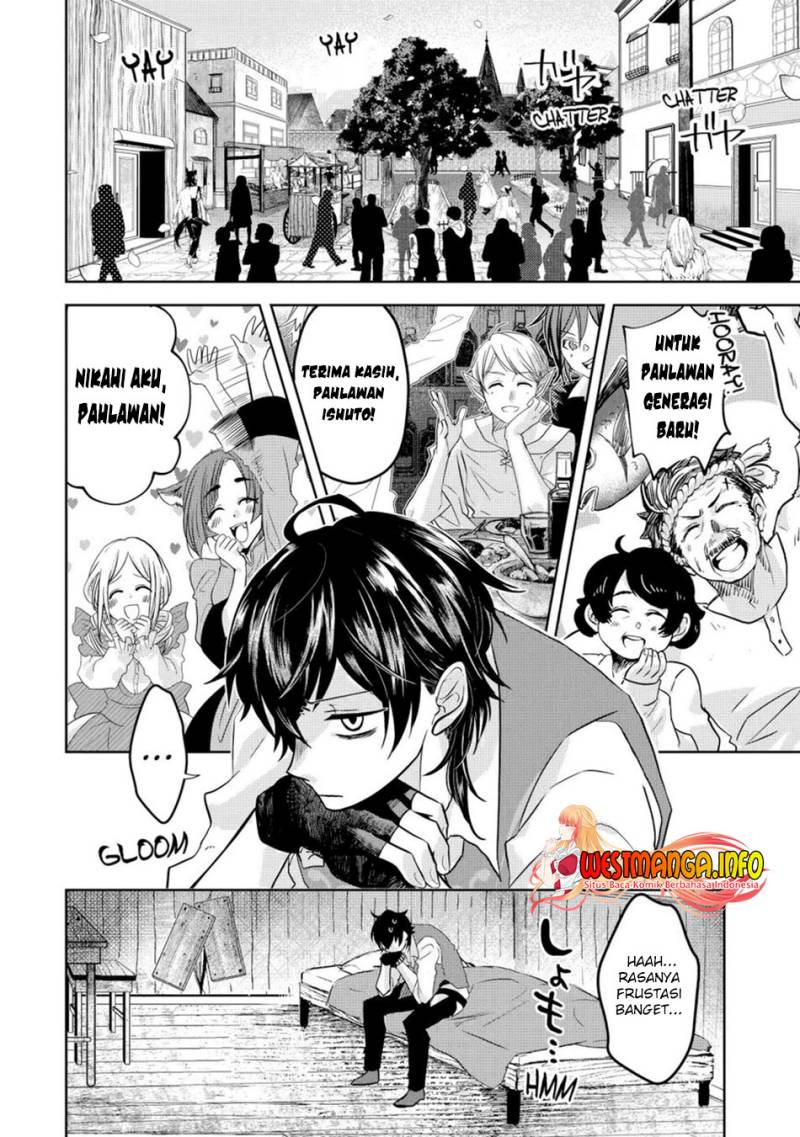 YAY
YAY
ガヤ
CHATTER
CHATTER
ガヤ
HOORAY!
UNTUK
PAHLAWAN
GENERASI
BARU!
TERIMA KASIH,
PAHLAWAN
ISHUTO!
NIKAHI AKU,
PAHLAWAN!
...
GLOOM
WESTMANGA.INFO
Situs Baca Komik Berbahasa Indonesia
HAAH...
RASANYA
FRUSTASI
BANGET...
しょも...
HMM